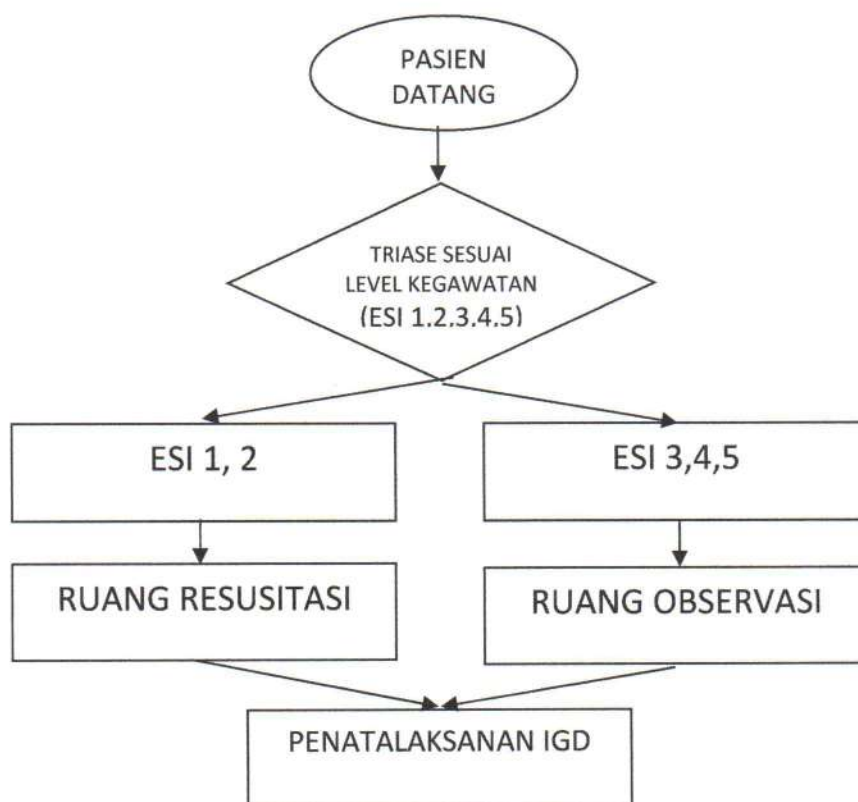 PASIEN
DATANG
TRIASE SESUAI
LEVEL KEGAWATAN
(ESI 1,2,3,4,5)
ESI 1, 2
ESI 3,4,5
RUANG RESUSITASI
RUANG OBSERVASI
PENATALAKSANAN IGD